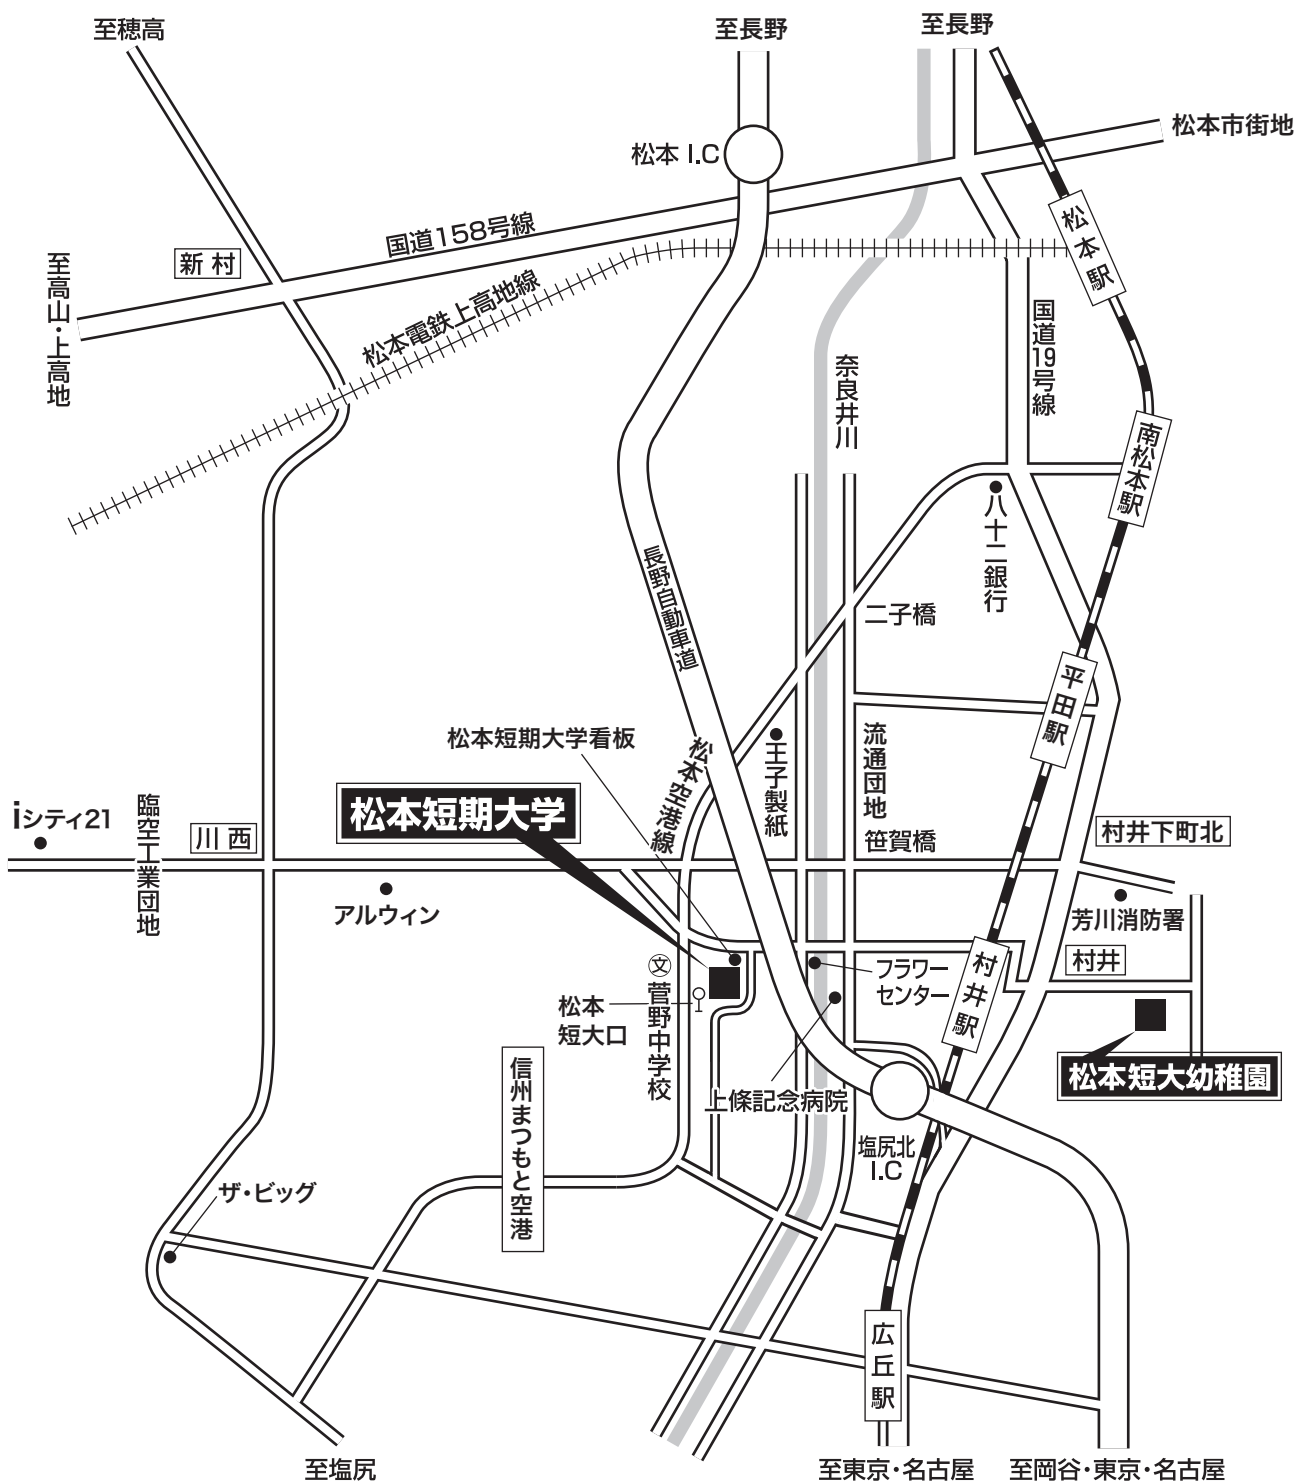 至穂高
至長野
至長野
松本市街地
松本 I.C
国道158号線
新村
至高山・上高地
松本電鉄上高地線
松本駅
国道19号線
奈良井川
南松本駅
八十二銀行
長野自動車道
二子橋
平田駅
松本短期大学看板
松本空港線
王子製紙
流通団地
松本短期大学
iシティ21
臨空工業団地
川西
笹賀橋
村井下町北
アルウィン
芳川消防署
文
菅野中学校
フラワー
センター
村井駅
村井
松本
短大口
信州まつもと空港
上條記念病院
松本短大幼稚園
塩尻北
I.C
ザ・ビッグ
広丘駅
至塩尻
至東京・名古屋
至岡谷・東京・名古屋